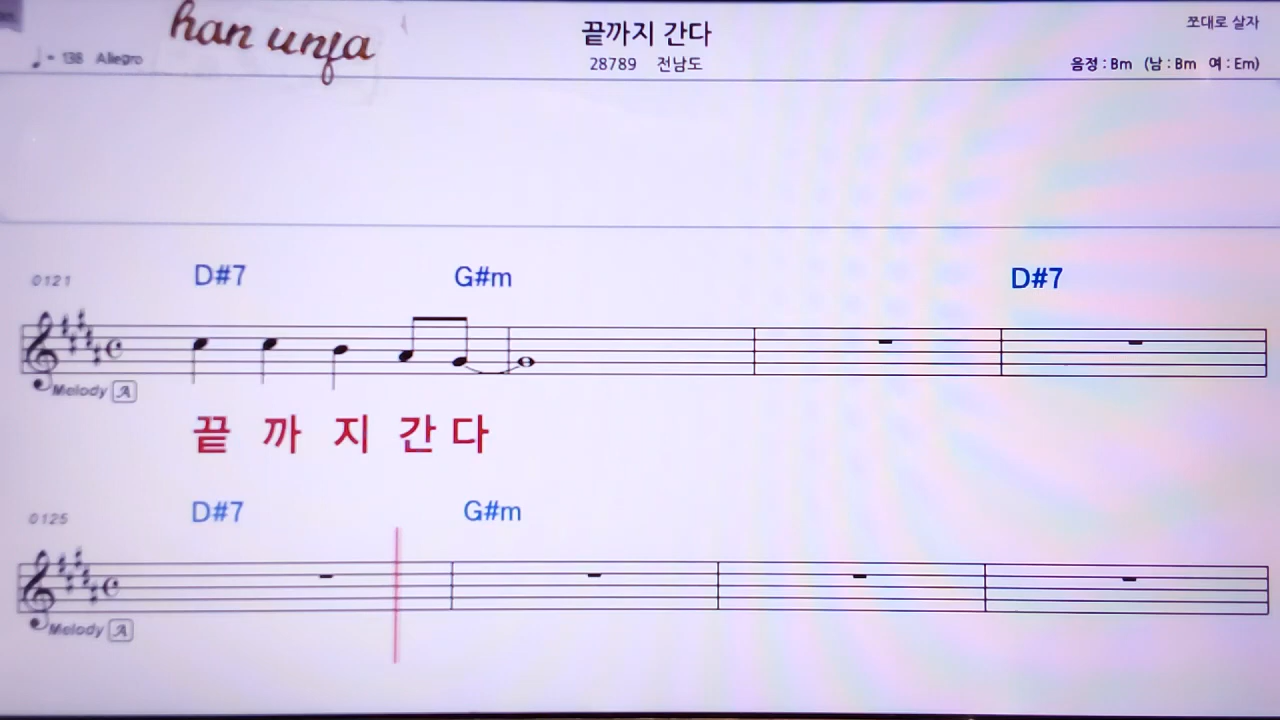 han unja
끝까지 간다
쪼대로 살자
♩= 138 Allegro
28789 전남도
음정 : Bm (남 : Bm 여 : Em)
0121 D#7 G#m D#7
Melody A
끝 까 지 간 다
0125 D#7 G#m
Melody A